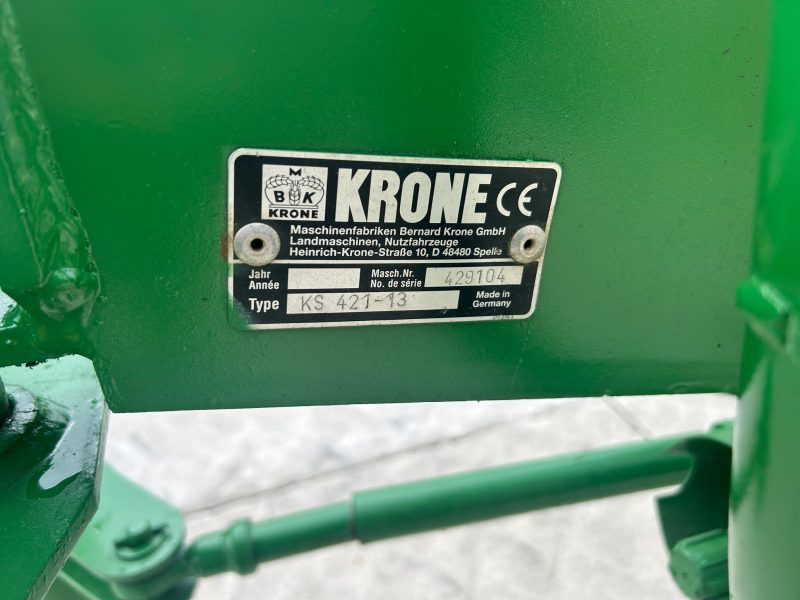 M
B K
KRONE
KRONE CE
Maschinenfabriken Bernard Krone GmbH
Landmaschinen, Nutzfahrzeuge
Heinrich-Krone-Straße 10, D 48480 Spelle
Jahr
Année
Masch.Nr.
No. de série
429104
Type KS 421-13
Made in
Germany